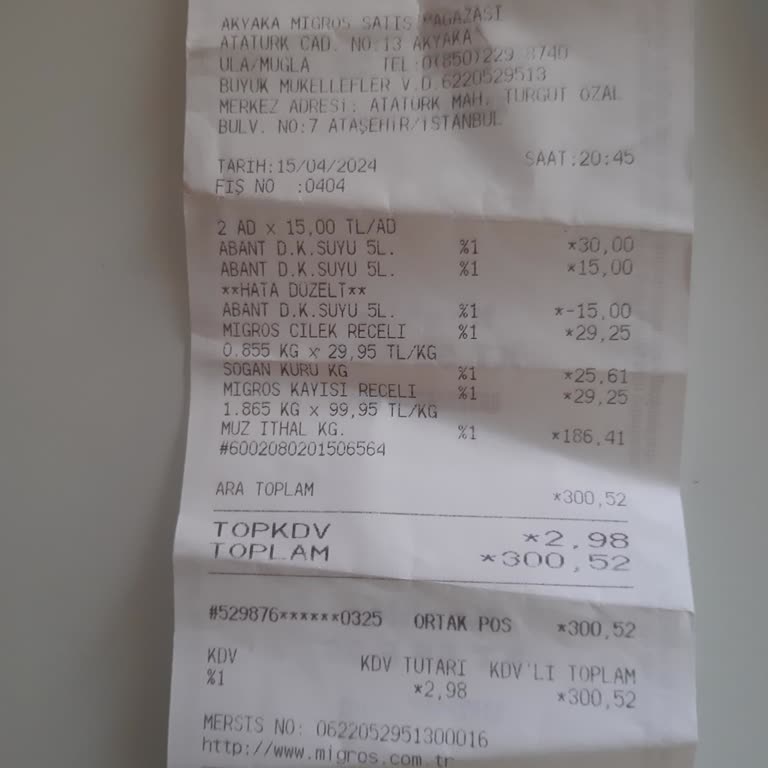 AKYAKA MIGROS SATIS MAGAZASI
ATATURK CAD. NO:13 AKYAKA
ULA/MUGLA TEL:0(850)229 8740
BUYUK MUKELLEFLER V.D.6220529513
MERKEZ ADRESİ: ATATÜRK MAH. TURGUT OZAL
BULV. NO:7 ATAŞEHİR/İSTANBUL
TARİH:15/04/2024 SAAT:20:45
FİŞ NO :0404
2 AD x 15,00 TL/AD
ABANT D.K.SUYU 5L. %1 *30,00
ABANT D.K.SUYU 5L. %1 *15,00
**HATA DÜZELT**
ABANT D.K.SUYU 5L. %1 *-15,00
MIGROS CILEK RECELI %1 *29,25
0.855 KG x 29,95 TL/KG
SOGAN KURU KG %1 *25,61
MIGROS KAYISI RECELI %1 *29,25
1.865 KG x 99,95 TL/KG
MUZ ITHAL KG. %1 *186,41
#6002080201506564
ARA TOPLAM *300,52
TOPKDV *2,98
TOPLAM *300,52
#529876******0325 ORTAK POS *300,52
KDV KDV TUTARI KDV'LI TOPLAM
%1 *2,98 *300,52
MERSTS NO: 0622052951300016
http://www.migros.com.tr